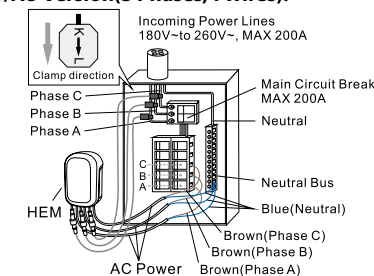 Incoming Power Lines
180V~to 260V~, MAX 200A
K
L
Clamp direction
Main Circuit Break
MAX 200A
Phase C
Phase B
Phase A
Neutral
C
B
A
Neutral Bus
HEM
Blue(Neutral)
Brown(Phase C)
Brown(Phase B)
AC Power
Brown(Phase A)